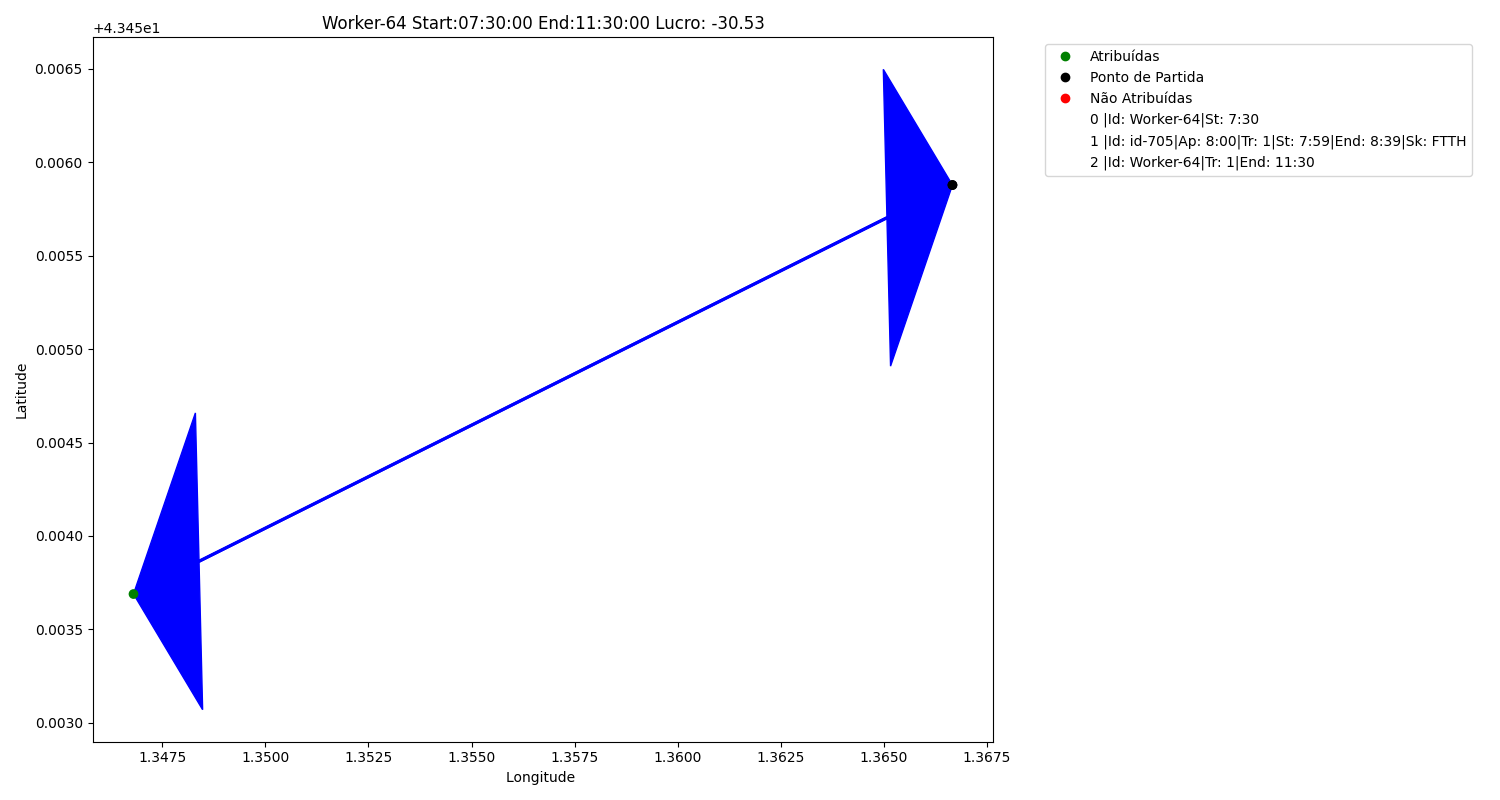 Worker-64 Start:07:30:00 End:11:30:00 Lucro: -30.53
+4.345e1
0.0065
0.0060
0.0055
0.0050
0.0045
0.0040
0.0035
0.0030
Latitude
1.3475
1.3500
1.3525
1.3550
1.3575
1.3600
1.3625
1.3650
1.3675
Longitude
Atribuídas
Ponto de Partida
Não Atribuídas
0 |Id: Worker-64|St: 7:30
1 |Id: id-705|Ap: 8:00|Tr: 1|St: 7:59|End: 8:39|Sk: FTTH
2 |Id: Worker-64|Tr: 1|End: 11:30